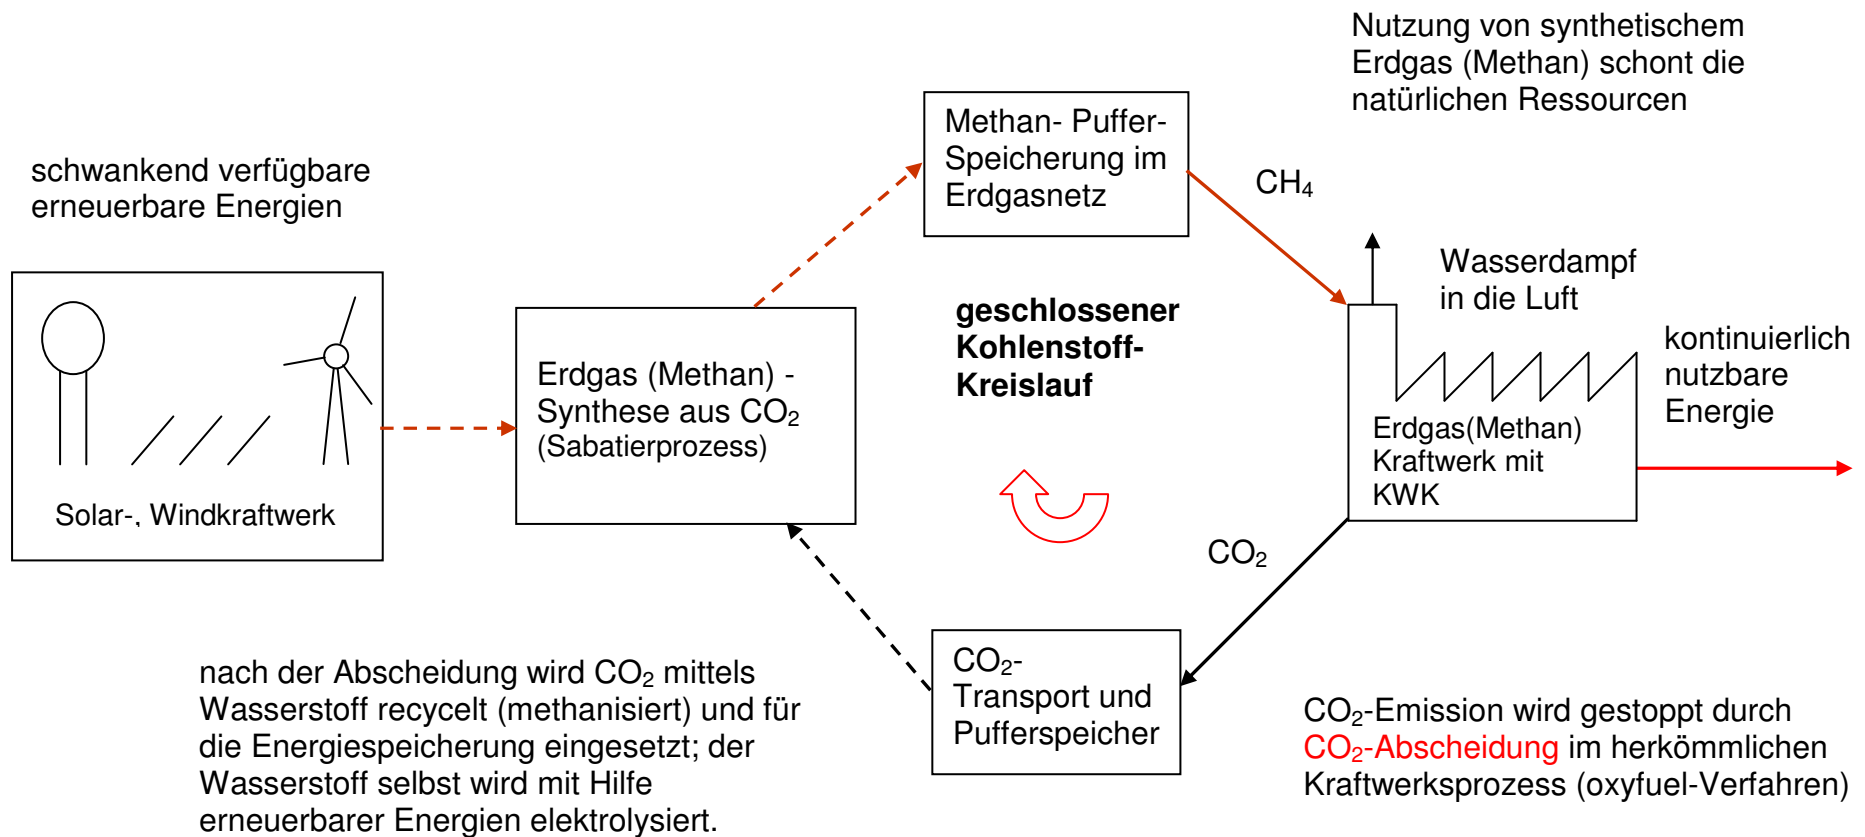 Nutzung von synthetischem
Erdgas (Methan) schont die
natürlichen Ressourcen
schwankend verfügbare
erneuerbare Energien
Methan- Puffer-
Speicherung im
Erdgasnetz
CH₄
Wasserdampf
in die Luft
geschlossener
Kohlenstoff-
Kreislauf
kontinuierlich
nutzbare
Energie
Erdgas (Methan) -
Synthese aus CO₂
(Sabatierprozess)
Erdgas(Methan)
Kraftwerk mit
KWK
Solar-, Windkraftwerk
CO₂
CO₂-
Transport und
Pufferspeicher
nach der Abscheidung wird CO₂ mittels
Wasserstoff recycelt (methanisiert) und für
die Energiespeicherung eingesetzt; der
Wasserstoff selbst wird mit Hilfe
erneuerbarer Energien elektrolysiert.
CO₂-Emission wird gestoppt durch
CO₂-Abscheidung im herkömmlichen
Kraftwerksprozess (oxyfuel-Verfahren)